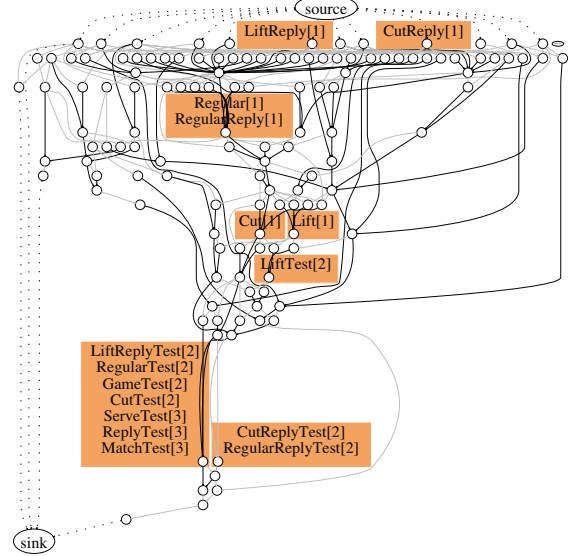 source
LiftReply[1]
CutReply[1]
Regular[1]
RegularReply[1]
Cut[1]
Lift[1]
LiftTest[2]
LiftReplyTest[2]
RegularTest[2]
GameTest[2]
CutTest[2]
ServeTest[3]
ReplyTest[3]
MatchTest[3]
CutReplyTest[2]
RegularReplyTest[2]
sink